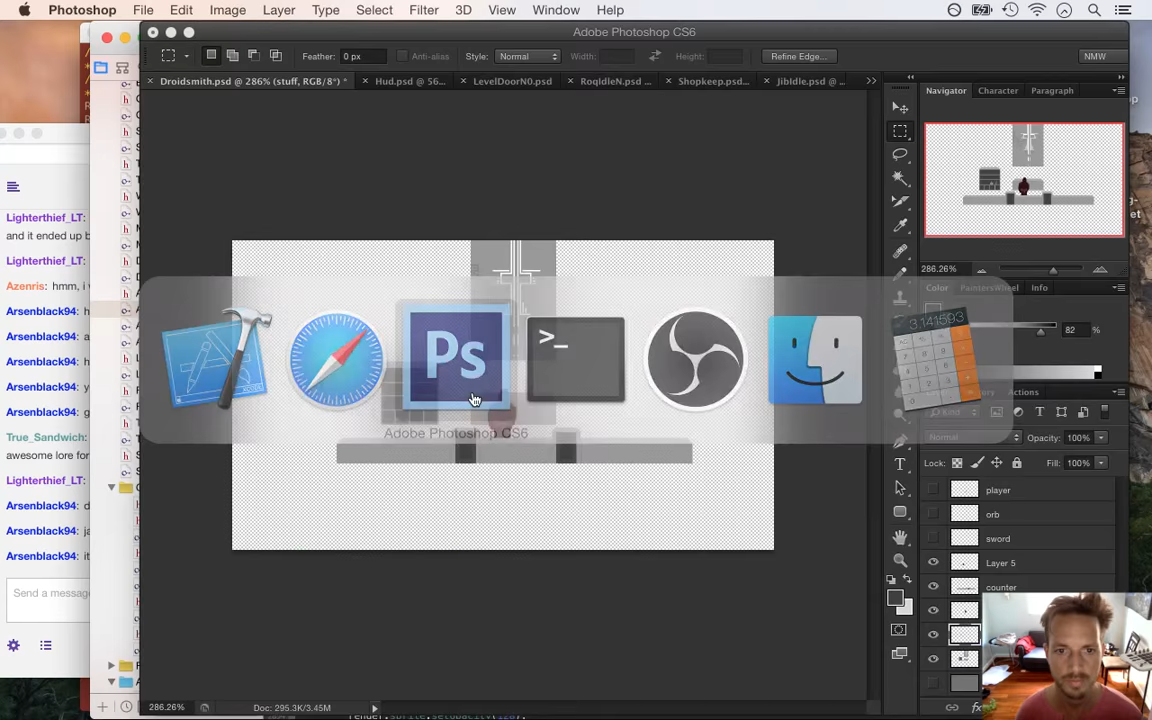 Photoshop File Edit Image Layer Type Select Filter 3D View Window Help
Adobe Photoshop CS6
Feather: 0 px Anti-alias Style: Normal Width: Height: Refine Edge... NMW
Droidsmith.psd @ 286% (stuff, RGB/8*) * Hud.psd @ 56... LevelDoorN0.psd RoqIdleN.psd ... Shopkeep.psd... JibIdle.psd @ ...
Navigator Character Paragraph
286.26%
Color PaintersWheel Info
82 %
Actions
Kind
Normal Opacity: 100%
Lock: Fill: 100%
player
orb
sword
Layer 5
counter
fx
Lighterthief_LT:
and it ended up b
Lighterthief_LT:
Azenris: hmm, i
Arsenblack94: h
Arsenblack94: a
Arsenblack94: h
Arsenblack94: y
Arsenblack94: g
True_Sandwich:
awesome lore for
Lighterthief_LT:
Arsenblack94: d
Arsenblack94: ja
Arsenblack94: it
Send a message
Ps
>_
3.141593
Adobe Photoshop CS6
286.26% Doc: 295.3K/3.45M